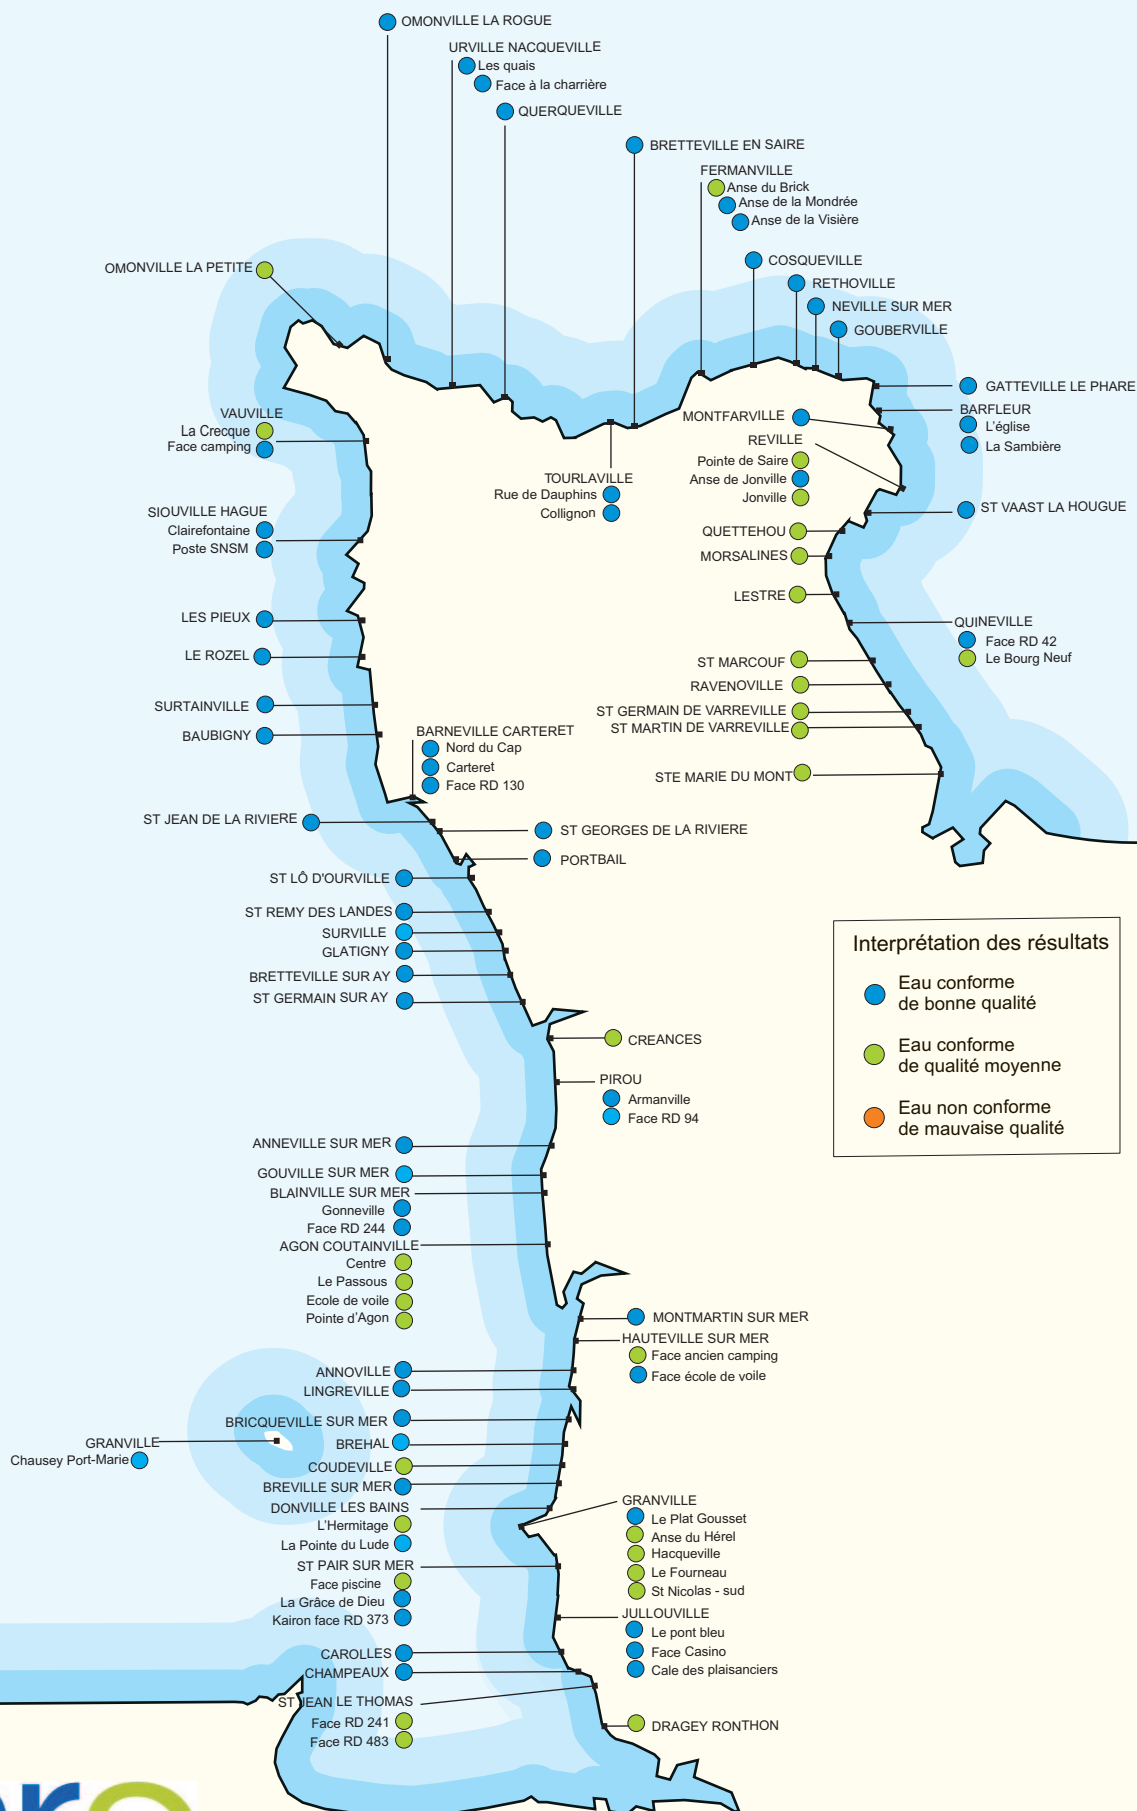 OMONVILLE LA ROGUE
URVILLE NACQUEVILLE
Les quais
Face à la charrière
QUERQUEVILLE
BRETTEVILLE EN SAIRE
FERMANVILLE
Anse du Brick
Anse de la Mondrée
Anse de la Visière
COSQUEVILLE
OMONVILLE LA PETITE
RETHOVILLE
NEVILLE SUR MER
GOUBERVILLE
GATTEVILLE LE PHARE
BARFLEUR
L'église
La Sambière
MONTFARVILLE
REVILLE
Pointe de Saire
Anse de Jonville
Jonville
VAUVILLE
La Crecque
Face camping
TOURLAVILLE
Rue de Dauphins
Collignon
ST VAAST LA HOUGUE
SIOUVILLE HAGUE
Clairefontaine
Poste SNSM
QUETTEHOU
MORSALINES
LESTRE
LES PIEUX
QUINEVILLE
Face RD 42
Le Bourg Neuf
LE ROZEL
ST MARCOUF
RAVENOVILLE
SURTAINVILLE
ST GERMAIN DE VARREVILLE
ST MARTIN DE VARREVILLE
BAUBIGNY
BARNEVILLE CARTERET
Nord du Cap
Carteret
Face RD 130
STE MARIE DU MONT
ST JEAN DE LA RIVIERE
ST GEORGES DE LA RIVIERE
PORTBAIL
ST LÔ D'OURVILLE
ST REMY DES LANDES
SURVILLE
GLATIGNY
BRETTEVILLE SUR AY
ST GERMAIN SUR AY
Interprétation des résultats
Eau conforme
de bonne qualité
Eau conforme
de qualité moyenne
Eau non conforme
de mauvaise qualité
CREANCES
PIROU
Armanville
Face RD 94
ANNEVILLE SUR MER
GOUVILLE SUR MER
BLAINVILLE SUR MER
Gonneville
Face RD 244
AGON COUTAINVILLE
Centre
Le Passous
Ecole de voile
Pointe d'Agon
MONTMARTIN SUR MER
HAUTEVILLE SUR MER
Face ancien camping
Face école de voile
ANNOVILLE
LINGREVILLE
BRICQUEVILLE SUR MER
GRANVILLE
Chausey Port-Marie
BREHAL
COUDEVILLE
BREVILLE SUR MER
DONVILLE LES BAINS
L'Hermitage
La Pointe du Lude
GRANVILLE
Le Plat Gousset
Anse du Hérel
Hacqueville
Le Fourneau
St Nicolas - sud
ST PAIR SUR MER
Face piscine
La Grâce de Dieu
Kairon face RD 373
JULLOUVILLE
Le pont bleu
Face Casino
Cale des plaisanciers
CAROLLES
CHAMPEAUX
ST JEAN LE THOMAS
Face RD 241
Face RD 483
DRAGEY RONTHON